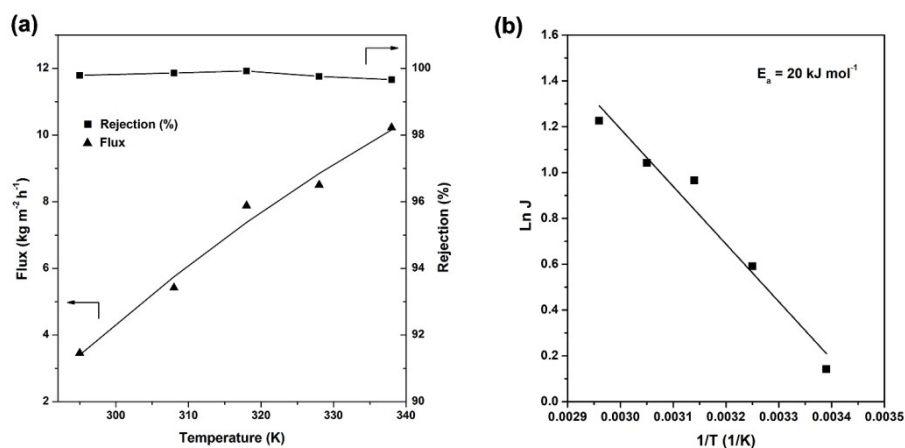 (a)
12
10
8
6
4
2
Flux (kg m⁻² h⁻¹)
Rejection (%)
Flux
100
98
96
94
92
90
Rejection (%)
300 310 320 330 340
Temperature (K)
(b)
Eₐ = 20 kJ mol⁻¹
1.6
1.4
1.2
1.0
0.8
0.6
0.4
0.2
0.0
Ln J
0.0029 0.0030 0.0031 0.0032 0.0033 0.0034 0.0035
1/T (1/K)